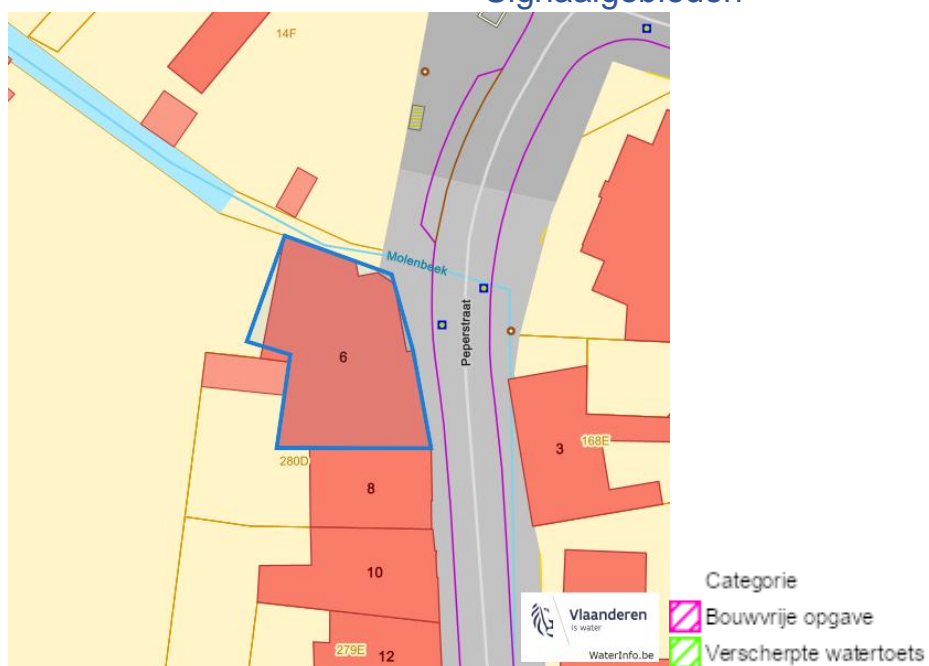 Signaalgebieden
14F
Molenbeek
Peperstraat
6
3
168E
280D
8
10
279E
12
Vlaanderen
is water
WaterInfo.be
Categorie
Bouwvrije opgave
Verscherpte watertoets